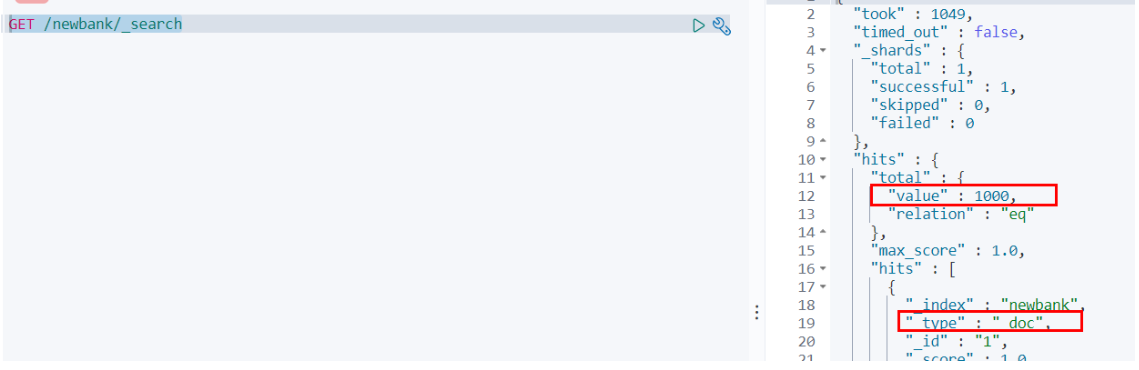 GET /newbank/_search
1 {
2 "took" : 1049,
3 "timed_out" : false,
4 "_shards" : {
5 "total" : 1,
6 "successful" : 1,
7 "skipped" : 0,
8 "failed" : 0
9 },
10 "hits" : {
11 "total" : {
12 "value" : 1000,
13 "relation" : "eq"
14 },
15 "max_score" : 1.0,
16 "hits" : [
17 {
18 "_index" : "newbank",
19 "_type" : "_doc",
20 "_id" : "1",
21 "_score" : 1.0